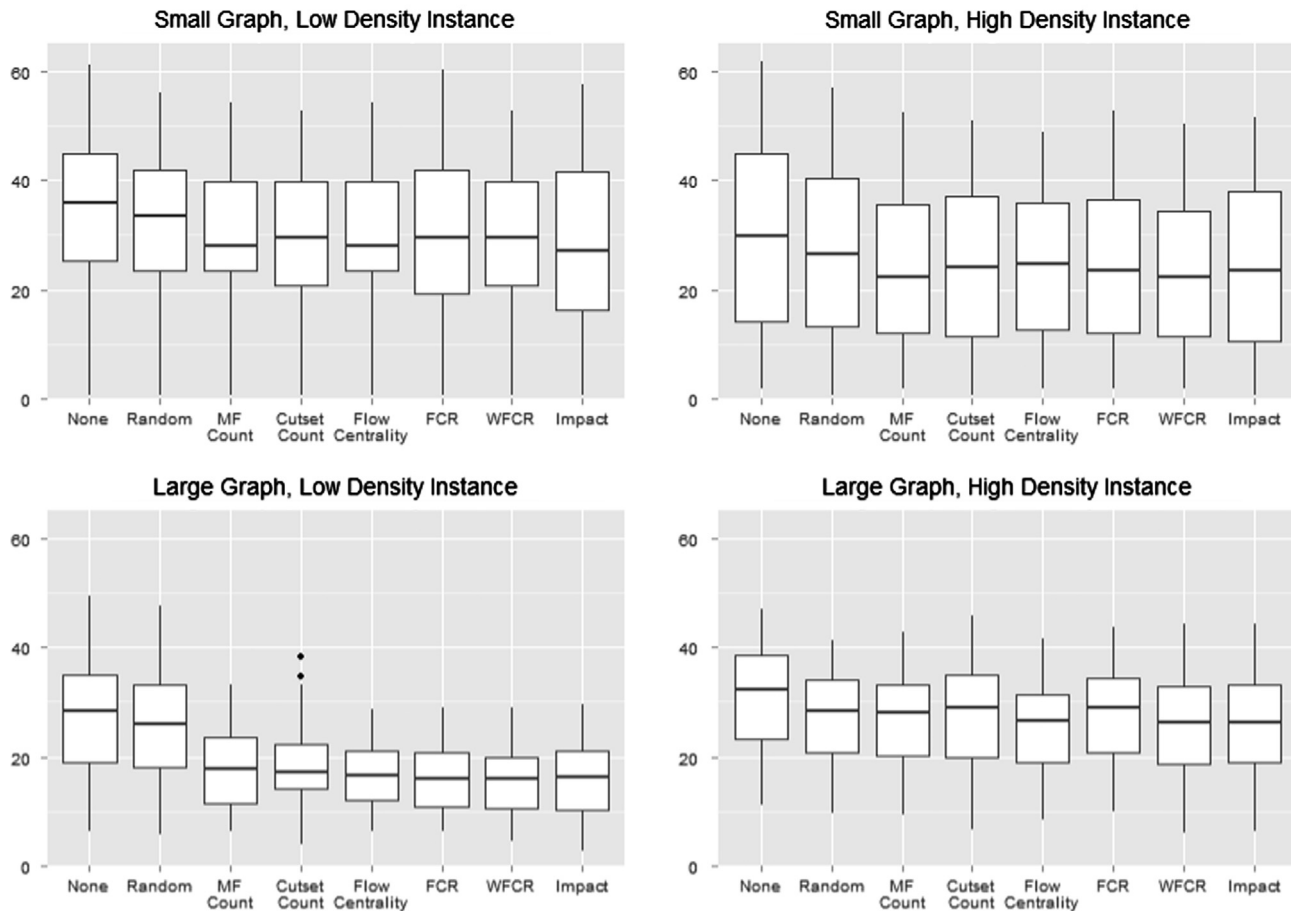 Small Graph, Low Density Instance
60
40
20
0
None Random MF Count Cutset Count Flow Centrality FCR WFCR Impact
Small Graph, High Density Instance
60
40
20
0
None Random MF Count Cutset Count Flow Centrality FCR WFCR Impact
Large Graph, Low Density Instance
60
40
20
0
None Random MF Count Cutset Count Flow Centrality FCR WFCR Impact
Large Graph, High Density Instance
60
40
20
0
None Random MF Count Cutset Count Flow Centrality FCR WFCR Impact